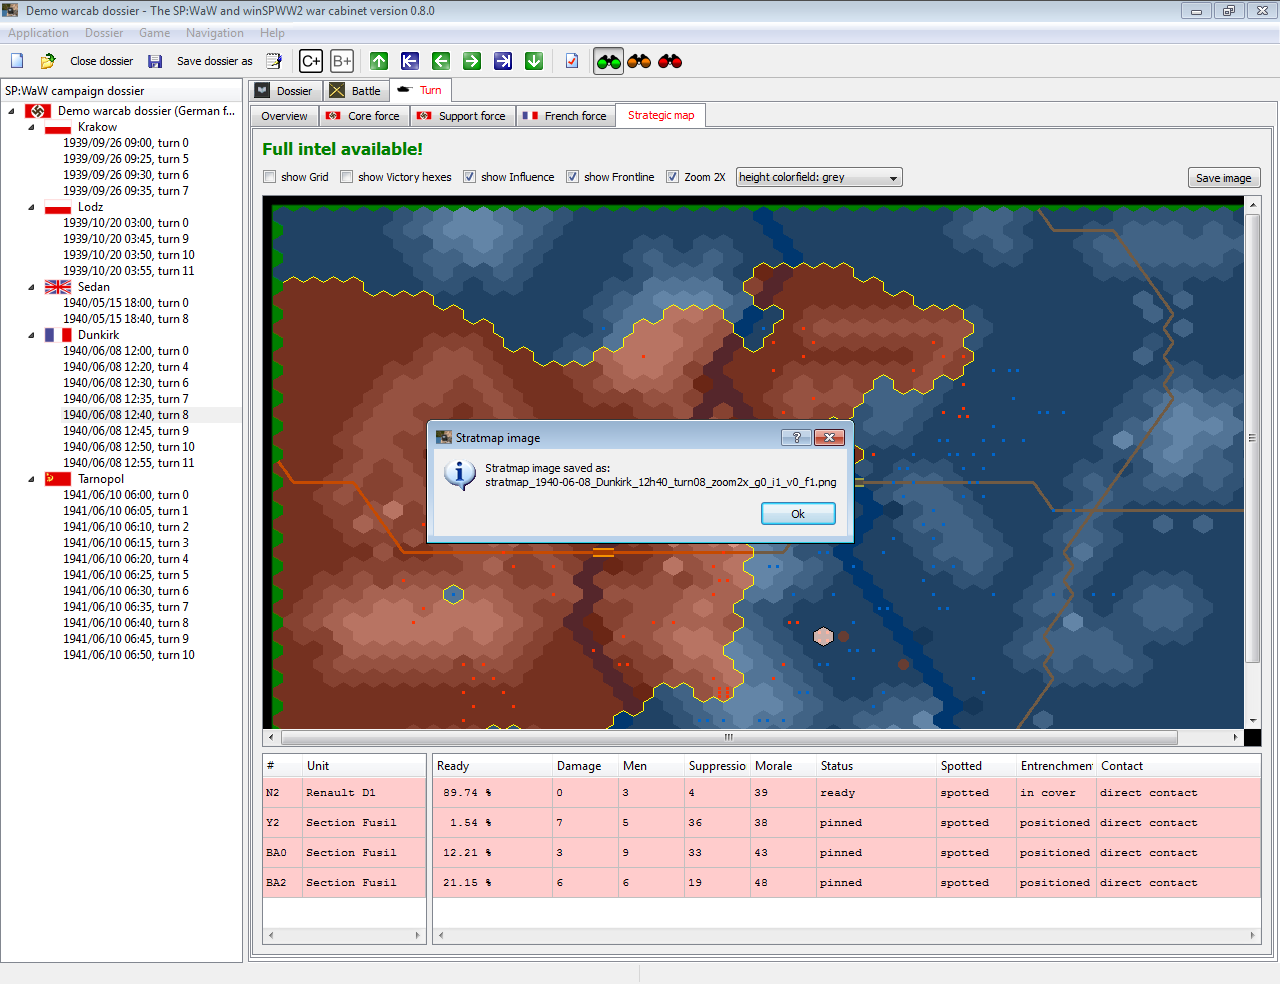 Demo warcab dossier - The SP:WaW and winSPWW2 war cabinet version 0.8.0
Application Dossier Game Navigation Help
Close dossier Save dossier as C+ B+
SP:WaW campaign dossier
Demo warcab dossier (German f...
Krakow
1939/09/26 09:00, turn 0
1939/09/26 09:25, turn 5
1939/09/26 09:30, turn 6
1939/09/26 09:35, turn 7
Lodz
1939/10/20 03:00, turn 0
1939/10/20 03:45, turn 9
1939/10/20 03:50, turn 10
1939/10/20 03:55, turn 11
Sedan
1940/05/15 18:00, turn 0
1940/05/15 18:40, turn 8
Dunkirk
1940/06/08 12:00, turn 0
1940/06/08 12:20, turn 4
1940/06/08 12:30, turn 6
1940/06/08 12:35, turn 7
1940/06/08 12:40, turn 8
1940/06/08 12:45, turn 9
1940/06/08 12:50, turn 10
1940/06/08 12:55, turn 11
Tarnopol
1941/06/10 06:00, turn 0
1941/06/10 06:05, turn 1
1941/06/10 06:10, turn 2
1941/06/10 06:15, turn 3
1941/06/10 06:20, turn 4
1941/06/10 06:25, turn 5
1941/06/10 06:30, turn 6
1941/06/10 06:35, turn 7
1941/06/10 06:40, turn 8
1941/06/10 06:45, turn 9
1941/06/10 06:50, turn 10
Dossier Battle Turn
Overview Core force Support force French force Strategic map
Full intel available!
show Grid show Victory hexes show Influence show Frontline Zoom 2X height colorfield: grey Save image
Stratmap image
Stratmap image saved as:
stratmap_1940-06-08_Dunkirk_12h40_turn08_zoom2x_g0_i1_v0_f1.png
Ok
# Unit Ready Damage Men Suppressio Morale Status Spotted Entrenchmen Contact
N2 Renault D1 89.74 % 0 3 4 39 ready spotted in cover direct contact
Y2 Section Fusil 1.54 % 7 5 36 38 pinned spotted positioned direct contact
BA0 Section Fusil 12.21 % 3 9 33 43 pinned spotted positioned direct contact
BA2 Section Fusil 21.15 % 6 6 19 48 pinned spotted positioned direct contact